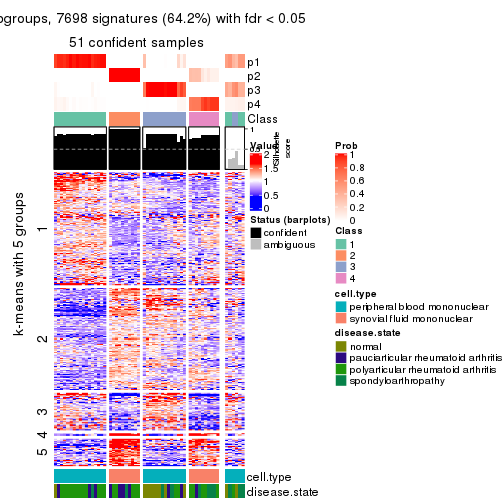 ogroups, 7698 signatures (64.2%) with fdr < 0.05
51 confident samples
p1
p2
p3
p4
Class
1
0.5
Silhouette
score
k-means with 5 groups
1
2
3
4
5
cell.type
disease.state
Value
2
1.5
1
0.5
0
Status (barplots)
confident
ambiguous
Prob
1
0.8
0.6
0.4
0.2
0
Class
1
2
3
4
cell.type
peripheral blood mononuclear
synovial fluid mononuclear
disease.state
normal
pauciarticular rheumatoid arthritis
polyarticular rheumatoid arthritis
spondyloarthropathy